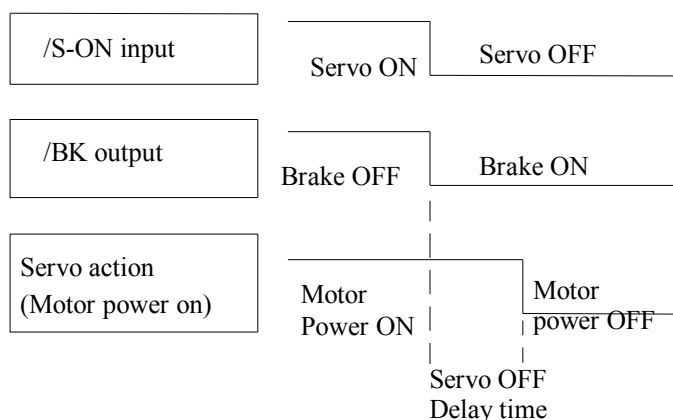 /S-ON input
Servo ON
Servo OFF
/BK output
Brake OFF
Brake ON
Servo action
(Motor power on)
Motor
Power ON
Motor
power OFF
Servo OFF
Delay time